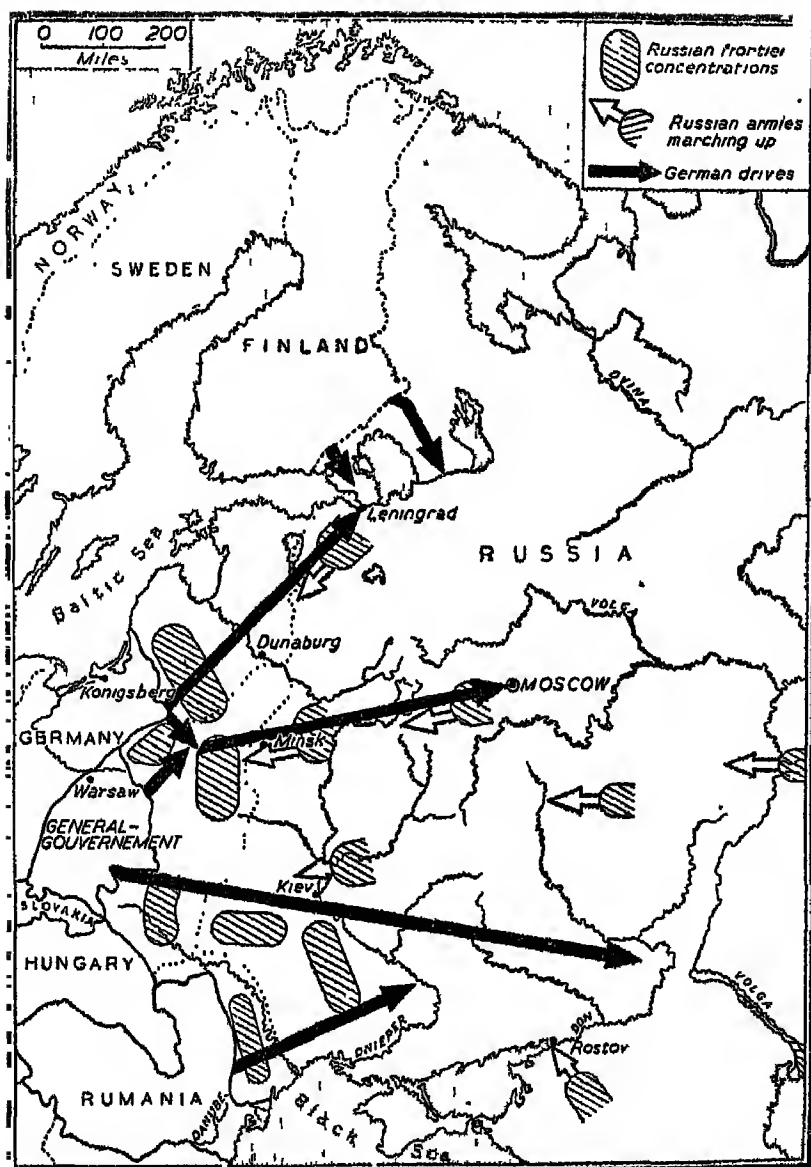 0 100 200
Miles
Russian frontier
concentrations
Russian armies
marching up
German drives
NORWAY
SWEDEN
FINLAND
DVINA
Leningrad
RUSSIA
Baltic Sea
VOLG
Dunaburg
Konigsberg
MOSCOW
GERMANY
Minsk
Warsaw
GENERAL-
GOUVERNEMENT
Kiev
SLOVAKIA
HUNGARY
VOLGA
DON
DNIEPER
Rostov
RUMANIA
DANUBE
Black
Sea